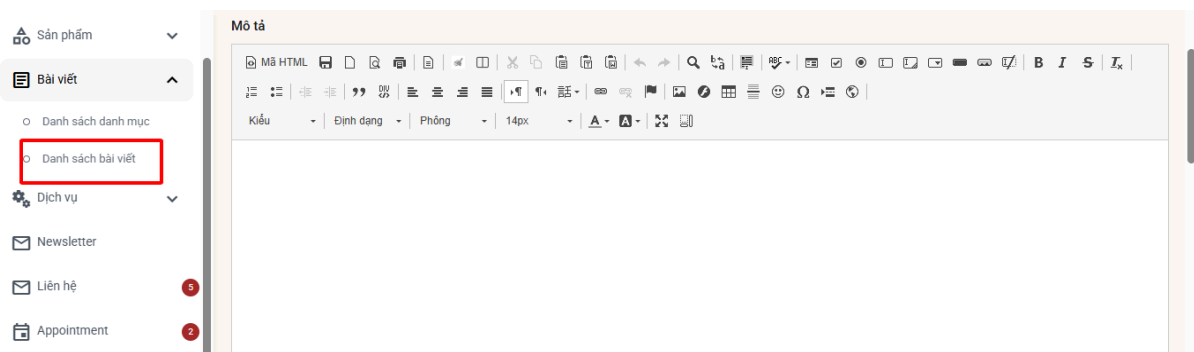 Sản phẩm
Bài viết
Danh sách danh mục
Danh sách bài viết
Dịch vụ
Newsletter
Liên hệ 5
Appointment 2
Mô tả
Mã HTML
B I S Ix
Kiểu Định dạng Phông 14px A A